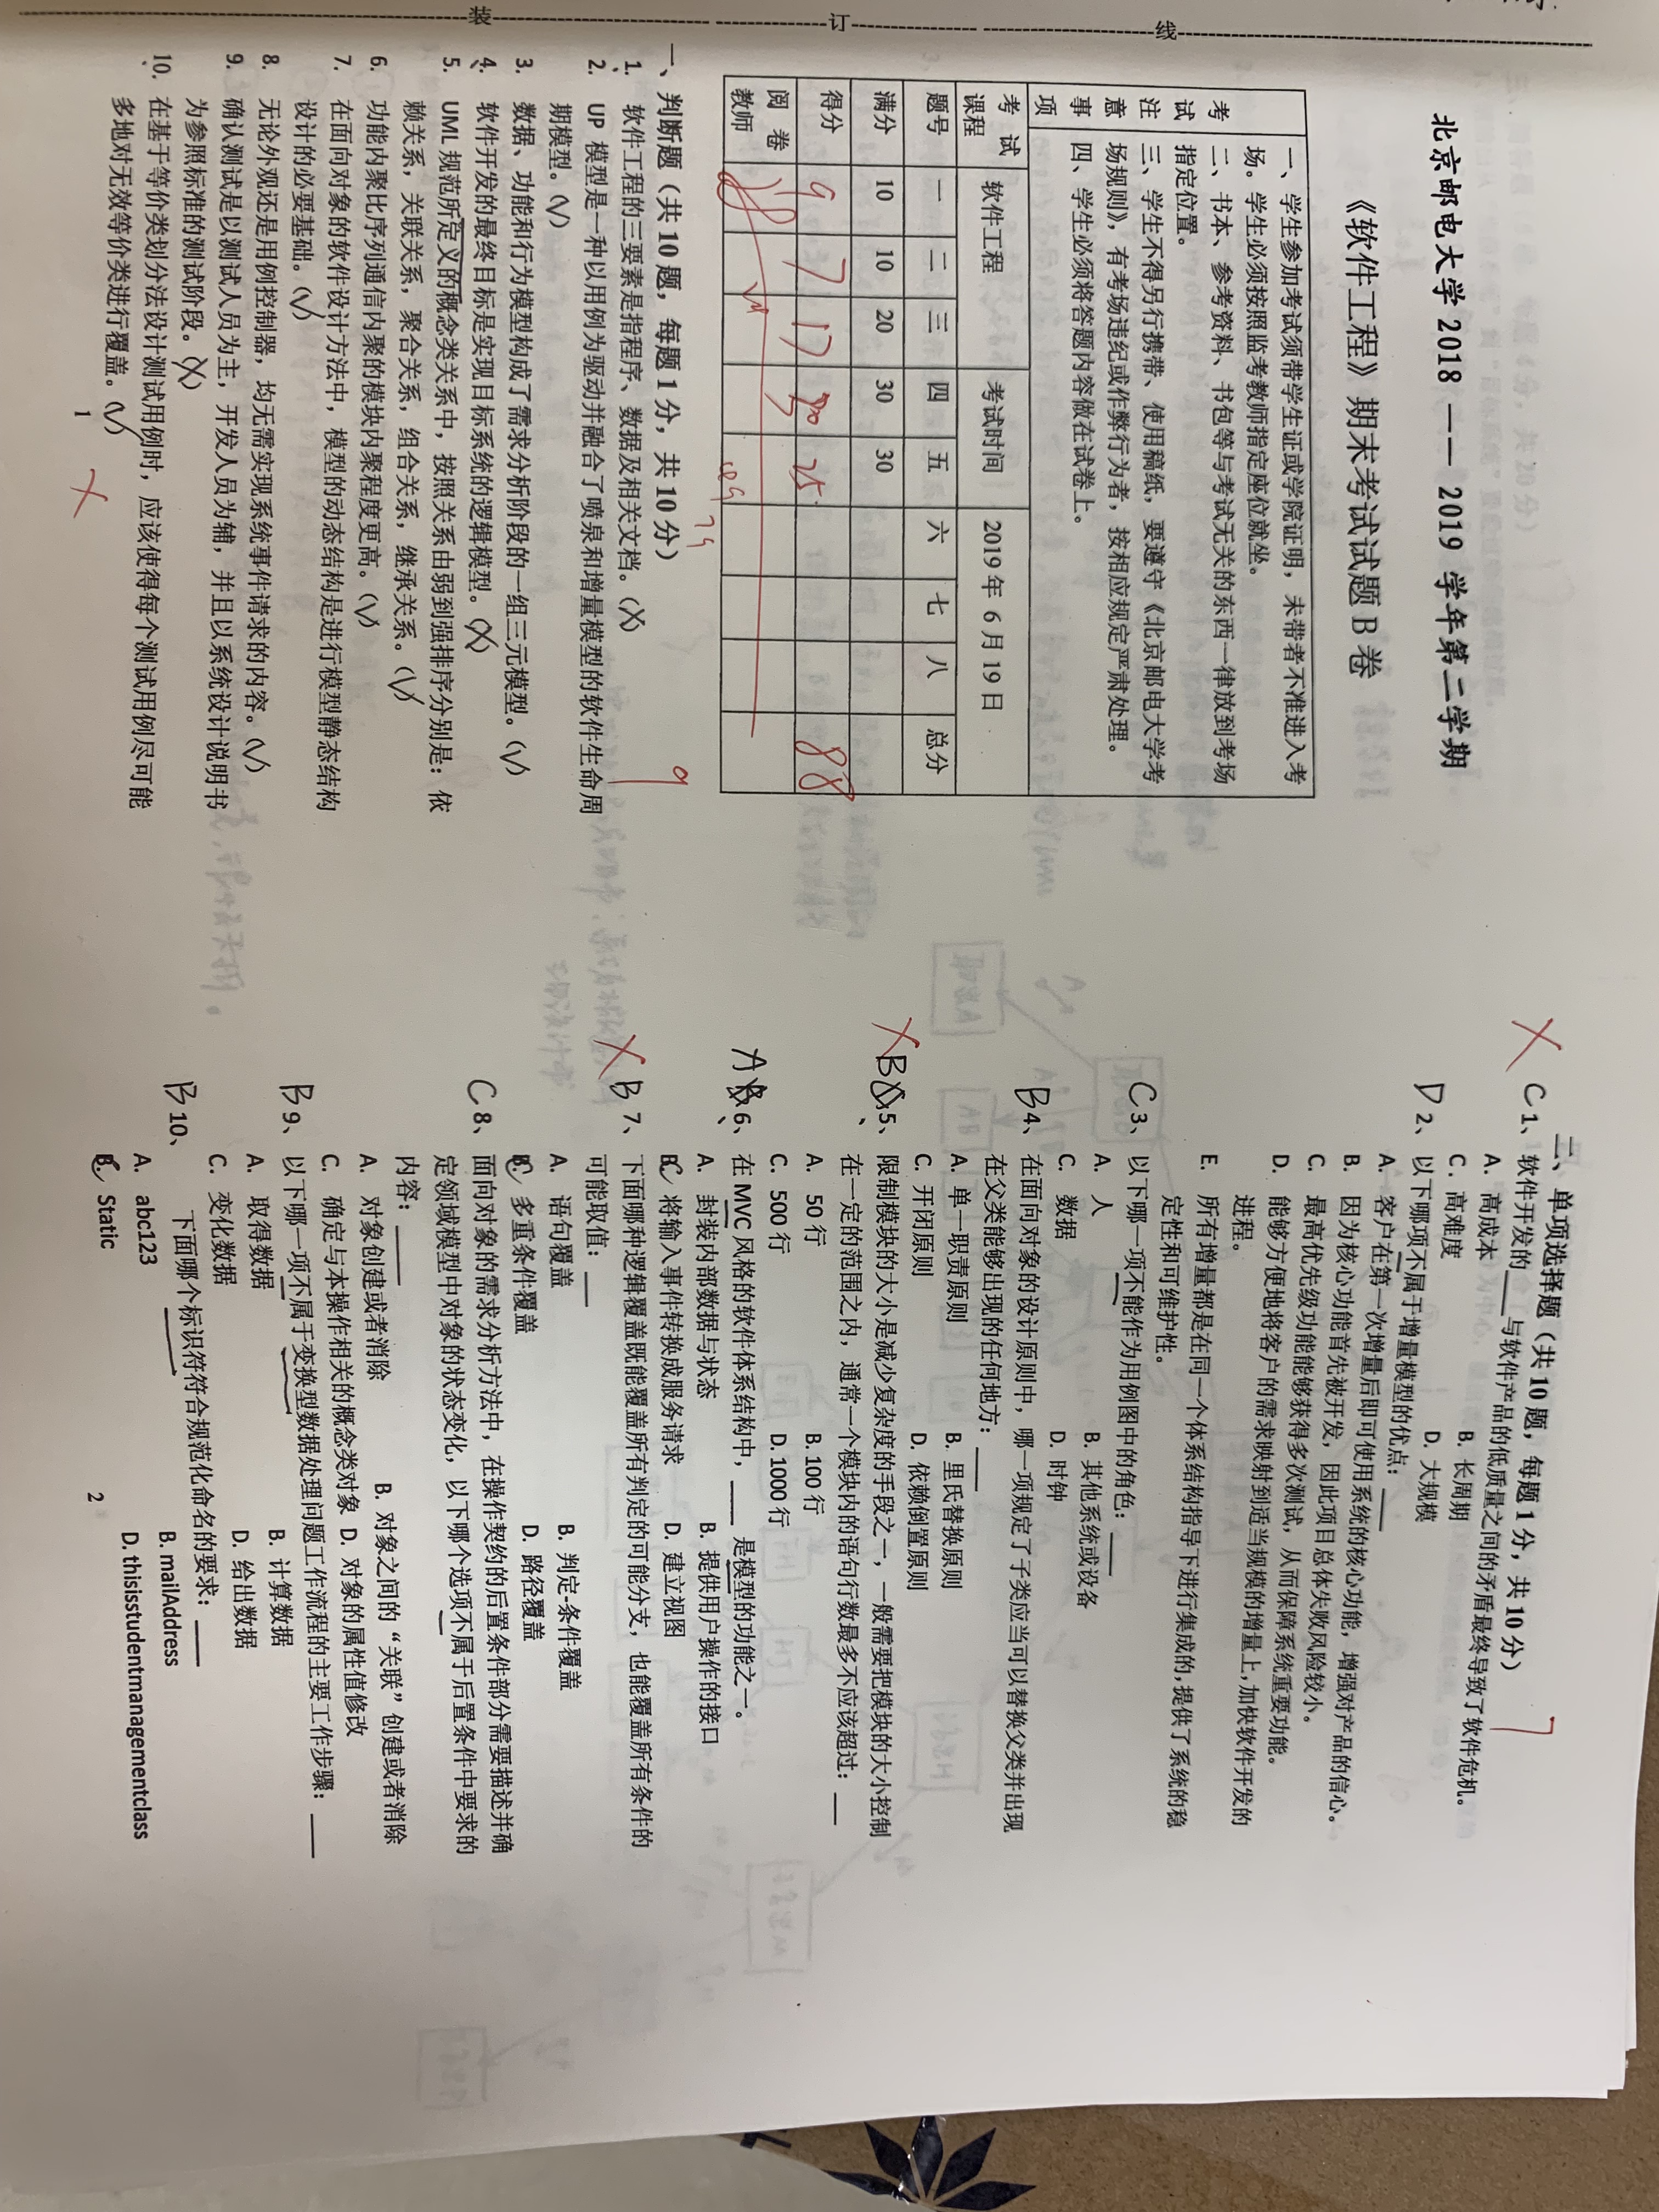 北京邮电大学 2018 —— 2019 学年第二学期
《软件工程》期末考试试题 B 卷
考试注意事项
一、学生参加考试须带学生证或学院证明，未带者不准进入考
场。学生必须按照监考教师指定座位就坐。
二、书本、参考资料、书包等与考试无关的东西一律放到考场
指定位置。
三、学生不得另行携带、使用稿纸，要遵守《北京邮电大学考
场规则》，有考场违纪或作弊行为者，按相应规定严肃处理。
四、学生必须将答题内容做在试卷上。
考试课程 软件工程 考试时间 2019 年 6 月 19 日
题号 一 二 三 四 五 六 七 八 总分
满分 10 10 20 30 30
得分 9 7 17 30 25 88
阅卷教师
线
订
装
一、判断题（共 10 题，每题 1 分，共 10 分） 9
1. 软件工程的三要素是指程序、数据及相关文档。(X)
2. UP 模型是一种以用例为驱动并融合了喷泉和增量模型的软件生命周
期模型。(√)
3. 数据、功能和行为模型构成了需求分析阶段的一组三元模型。(√)
4. 软件开发的最终目标是实现目标系统的逻辑模型。(X)
5. UML 规范所定义的概念类关系中，按照关系由弱到强排序分别是：依
赖关系，关联关系，聚合关系，组合关系，继承关系。(√)
6. 功能内聚比序列通信内聚的模块内聚程度更高。(√)
7. 在面向对象的软件设计方法中，模型的动态结构是进行模型静态结构
设计的必要基础。(√)
8. 无论外观还是用例控制器，均无需实现系统事件请求的内容。(√)
9. 确认测试是以测试人员为主，开发人员为辅，并且以系统设计说明书
为参照标准的测试阶段。(X)
10. 在基于等价类划分法设计测试用例时，应该使得每个测试用例尽可能
多地对无效等价类进行覆盖。(√)
X
1
二、单项选择题（共 10 题，每题 1 分，共 10 分） 7
X C 1、 软件开发的____与软件产品的低质量之间的矛盾最终导致了软件危机。
A. 高成本 B. 长周期
C. 高难度 D. 大规模
D 2、 以下哪项不属于增量模型的优点：____
A. 客户在第一次增量后即可使用系统的核心功能，增强对产品的信心。
B. 因为核心功能首先被开发，因此项目总体失败风险较小。
C. 最高优先级功能能够获得多次测试，从而保障系统重要功能。
D. 能够方便地将客户的需求映射到适当规模的增量上，加快软件开发的
进程。
E. 所有增量都是在同一个体系结构指导下进行集成的，提供了系统的稳
定性和可维护性。
C 3、 以下哪一项不能作为用例图中的角色：____
A. 人 B. 其他系统或设备
C. 数据 D. 时钟
B 4、 在面向对象的设计原则中，哪一项规定了子类应当可以替换父类并出现
在父类能够出现的任何地方：____
A. 单一职责原则 B. 里氏替换原则
C. 开闭原则 D. 依赖倒置原则
X B 5、 限制模块的大小是减少复杂度的手段之一，一般需要把模块的大小控制
在一定的范围之内，通常一个模块内的语句行数最多不应该超过：___
A. 50 行 B. 100 行
C. 500 行 D. 1000 行
A 6、 在 MVC 风格的软件体系结构中，____ 是模型的功能之一。
A. 封装内部数据与状态 B. 提供用户操作的接口
C 将输入事件转换成服务请求 D. 建立视图
X B 7、 下面哪种逻辑覆盖既能覆盖所有判定的可能分支，也能覆盖所有条件的
可能取值：___
A. 语句覆盖 B. 判定-条件覆盖
C 多重条件覆盖 D. 路径覆盖
C 8、 面向对象的需求分析方法中，在操作契约的后置条件部分需要描述并确
定领域模型中对象的状态变化，以下哪个选项不属于后置条件中要求的
内容：____
A. 对象创建或者消除 B. 对象之间的“关联”创建或者消除
C. 确定与本操作相关的概念类对象 D. 对象的属性值修改
B 9、 以下哪一项不属于变换型数据处理问题工作流程的主要工作步骤：____
A. 取得数据 B. 计算数据
C. 变化数据 D. 给出数据
B 10、 下面哪个标识符符合规范化命名的要求：____
A. abc123 B. mailAddress
C Static D. thisisstudentmanagementclass
2